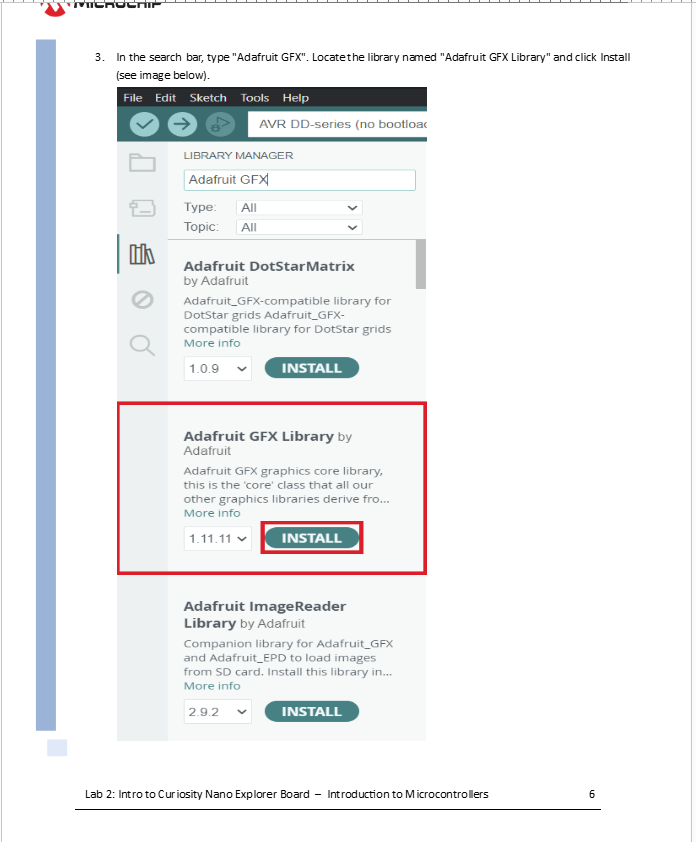 MICROCHIP
3. In the search bar, type "Adafruit GFX". Locate the library named "Adafruit GFX Library" and click Install
(see image below).
File Edit Sketch Tools Help
AVR DD-series (no bootloac
LIBRARY MANAGER
Adafruit GFX
Type: All
Topic: All
Adafruit DotStarMatrix
by Adafruit
Adafruit_GFX-compatible library for
DotStar grids Adafruit_GFX-
compatible library for DotStar grids
More info
1.0.9 INSTALL
Adafruit GFX Library by
Adafruit
Adafruit GFX graphics core library,
this is the 'core' class that all our
other graphics libraries derive fro...
More info
1.11.11 INSTALL
Adafruit ImageReader
Library by Adafruit
Companion library for Adafruit_GFX
and Adafruit_EPD to load images
from SD card. Install this library in...
More info
2.9.2 INSTALL
Lab 2: Intro to Curiosity Nano Explorer Board – Introduction to Microcontrollers 6